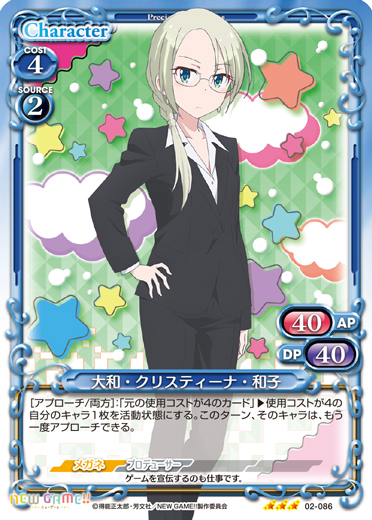 Preci
Character
COST
4
SOURCE
2
40 AP
DP 40
大和・クリスティーナ・和子
[アプローチ/両方]:「元の使用コストが4のカード」▶使用コストが4の
自分のキャラ1枚を活動状態にする。このターン、そのキャラは、もう
一度アプローチできる。
メガネ プロデューサー
ゲームを宣伝するのも仕事です。
NEW GAME!!
©得能正太郎・芳文社/NEW GAME!!製作委員会
02-086